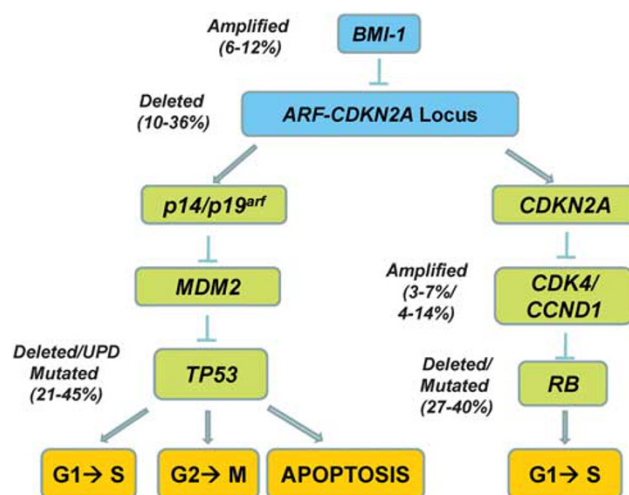 Amplified
(6-12%)
BMI-1
Deleted
(10-36%)
ARF-CDKN2A Locus
p14/p19arf
CDKN2A
MDM2
Amplified
(3-7%/
4-14%)
CDK4/
CCND1
Deleted/UPD
Mutated
(21-45%)
TP53
Deleted/
Mutated
(27-40%)
RB
G1→ S
G2→ M
APOPTOSIS
G1→ S